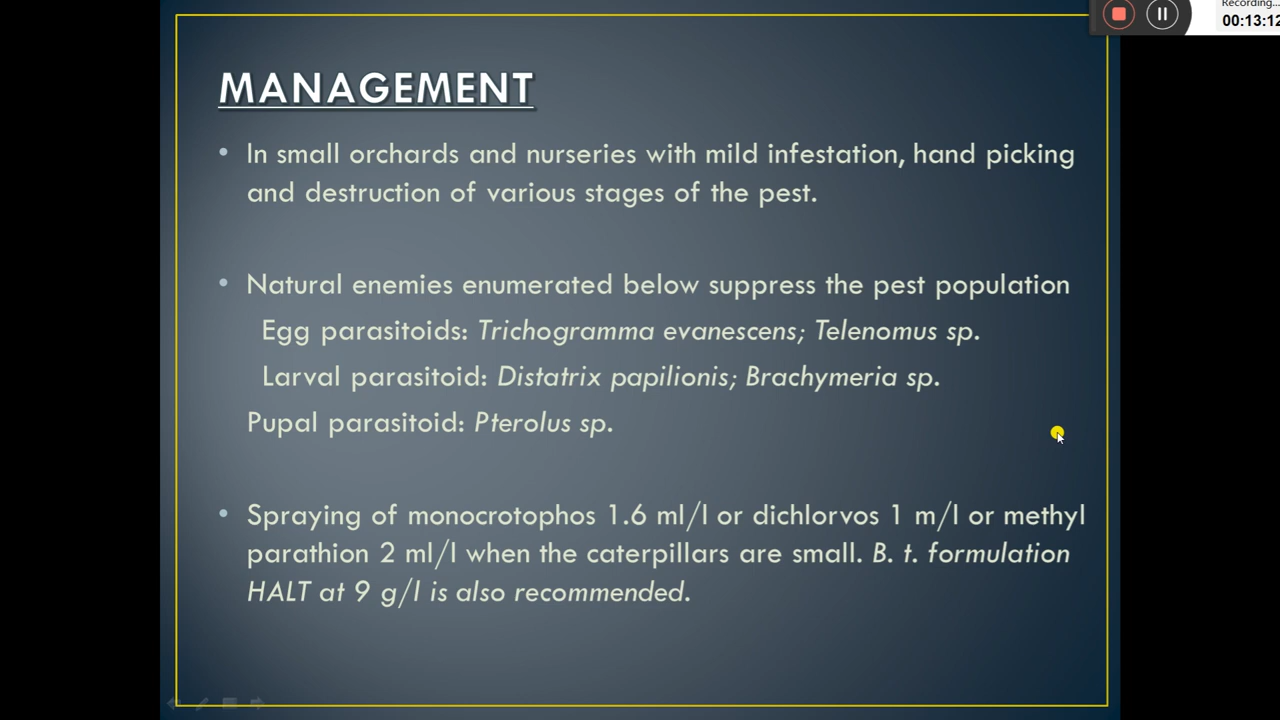 Recording...
00:13:12
MANAGEMENT
• In small orchards and nurseries with mild infestation, hand picking
and destruction of various stages of the pest.
• Natural enemies enumerated below suppress the pest population
Egg parasitoids: Trichogramma evanescens; Telenomus sp.
Larval parasitoid: Distatrix papilionis; Brachymeria sp.
Pupal parasitoid: Pterolus sp.
• Spraying of monocrotophos 1.6 ml/l or dichlorvos 1 m/l or methyl
parathion 2 ml/l when the caterpillars are small. B. t. formulation
HALT at 9 g/l is also recommended.